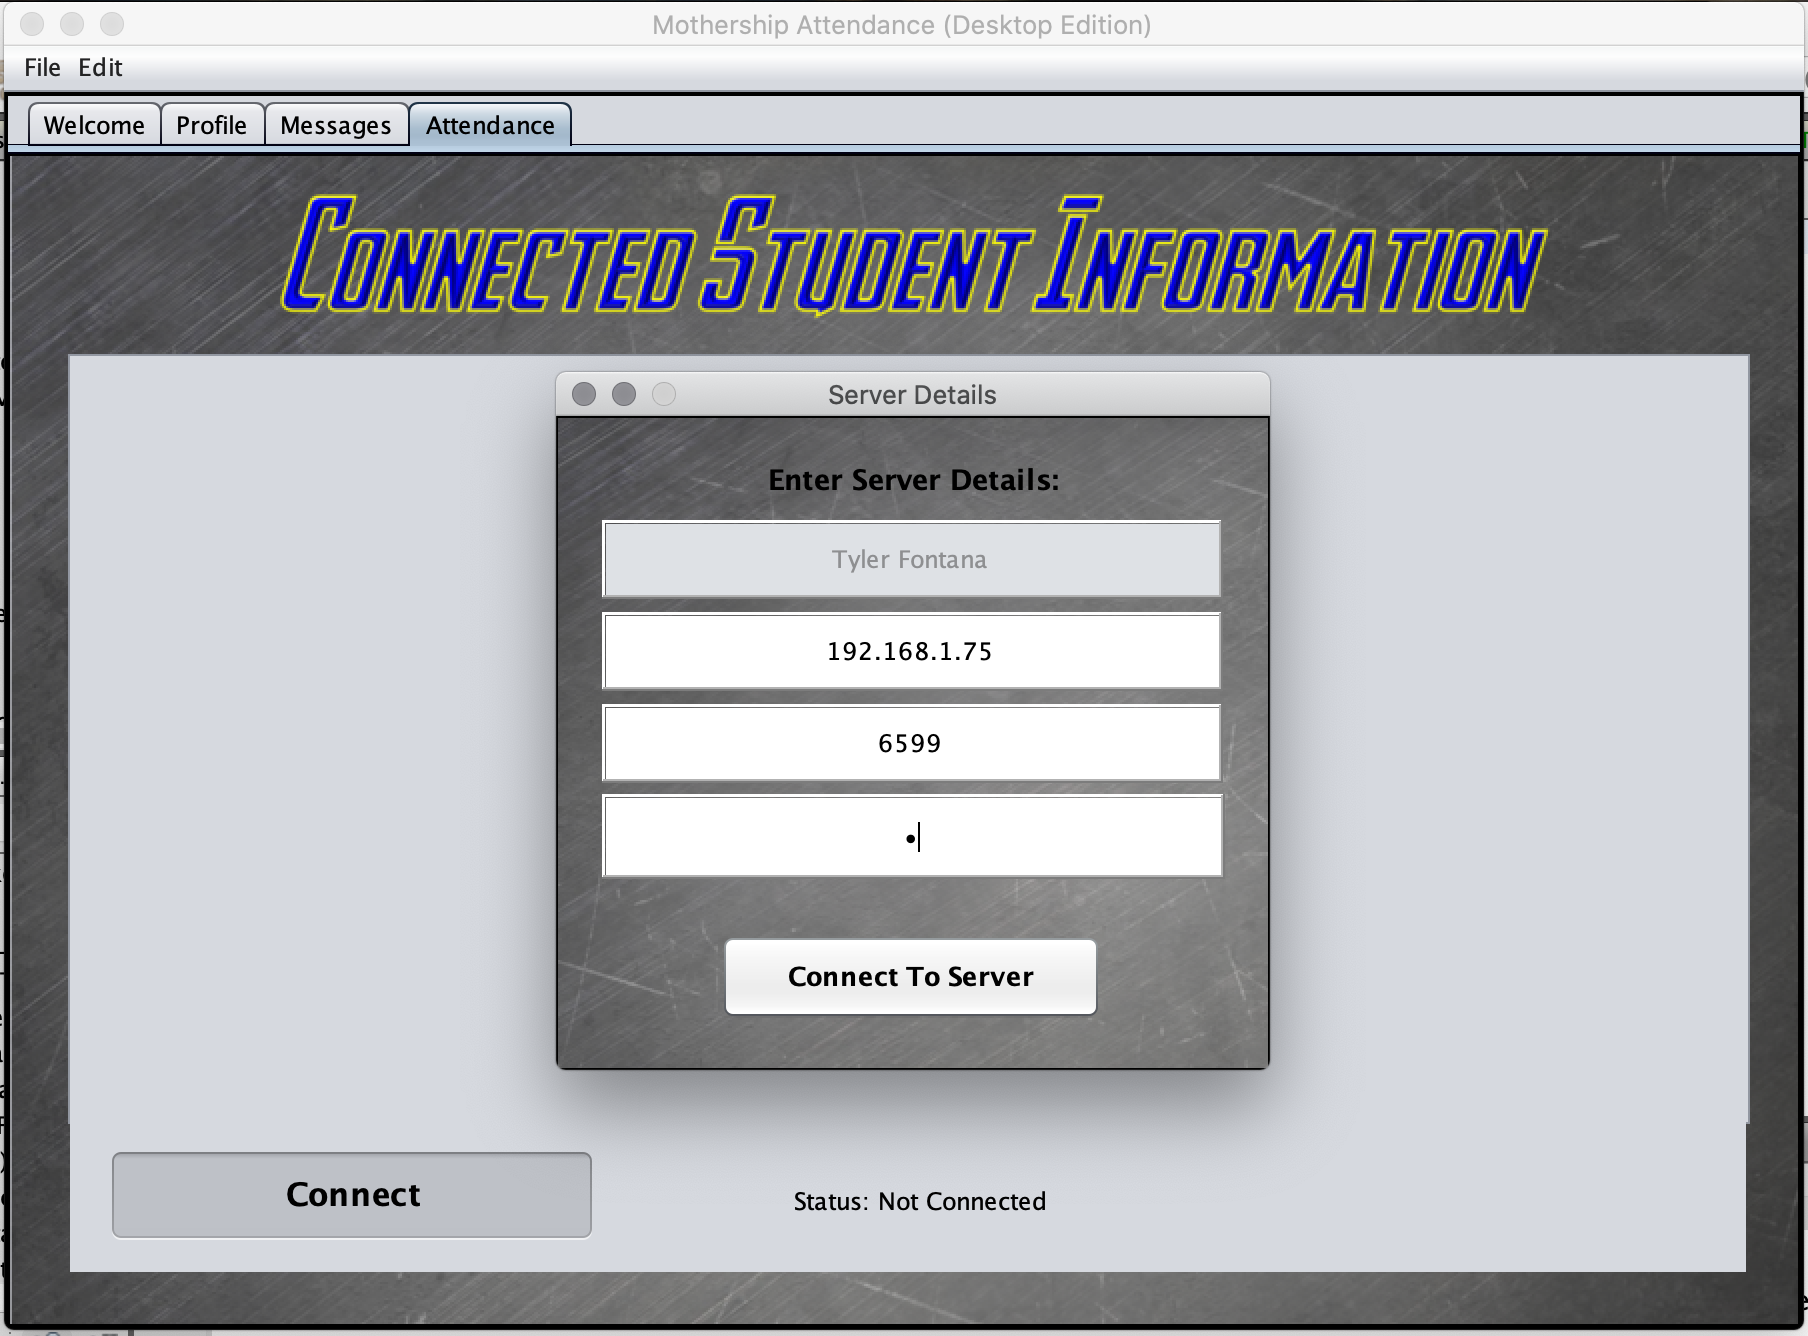 Mothership Attendance (Desktop Edition)
File Edit
Welcome Profile Messages Attendance
Connected Student Information
Server Details
Enter Server Details:
Tyler Fontana
192.168.1.75
6599
•
Connect To Server
Connect
Status: Not Connected